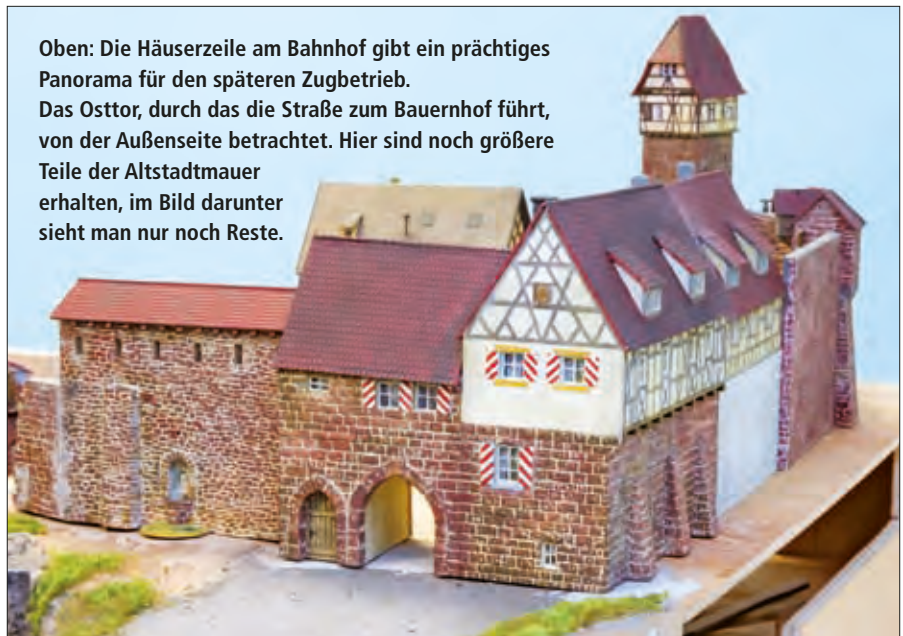 Oben: Die Häuserzeile am Bahnhof gibt ein prächtiges
Panorama für den späteren Zugbetrieb.
Das Osttor, durch das die Straße zum Bauernhof führt,
von der Außenseite betrachtet. Hier sind noch größere
Teile der Altstadtmauer
erhalten, im Bild darunter
sieht man nur noch Reste.